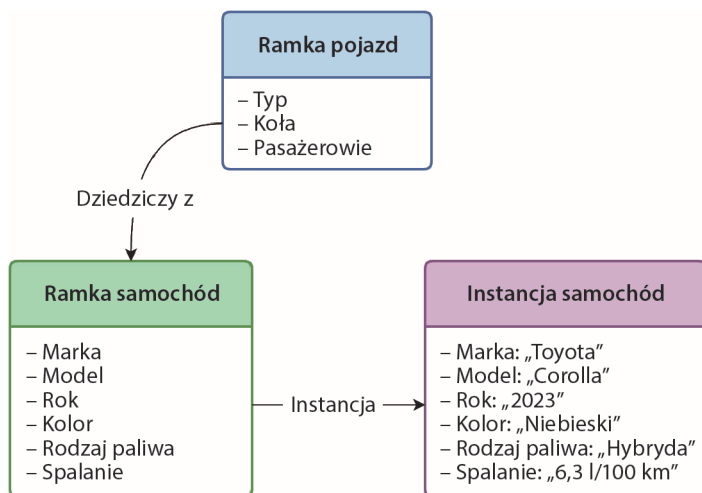 Ramka pojazd
– Typ
– Koła
– Pasażerowie
Dziedziczy z
Ramka samochód
– Marka
– Model
– Rok
– Kolor
– Rodzaj paliwa
– Spalanie
Instancja
Instancja samochód
– Marka: „Toyota”
– Model: „Corolla”
– Rok: „2023”
– Kolor: „Niebieski”
– Rodzaj paliwa: „Hybryda”
– Spalanie: „6,3 l/100 km”